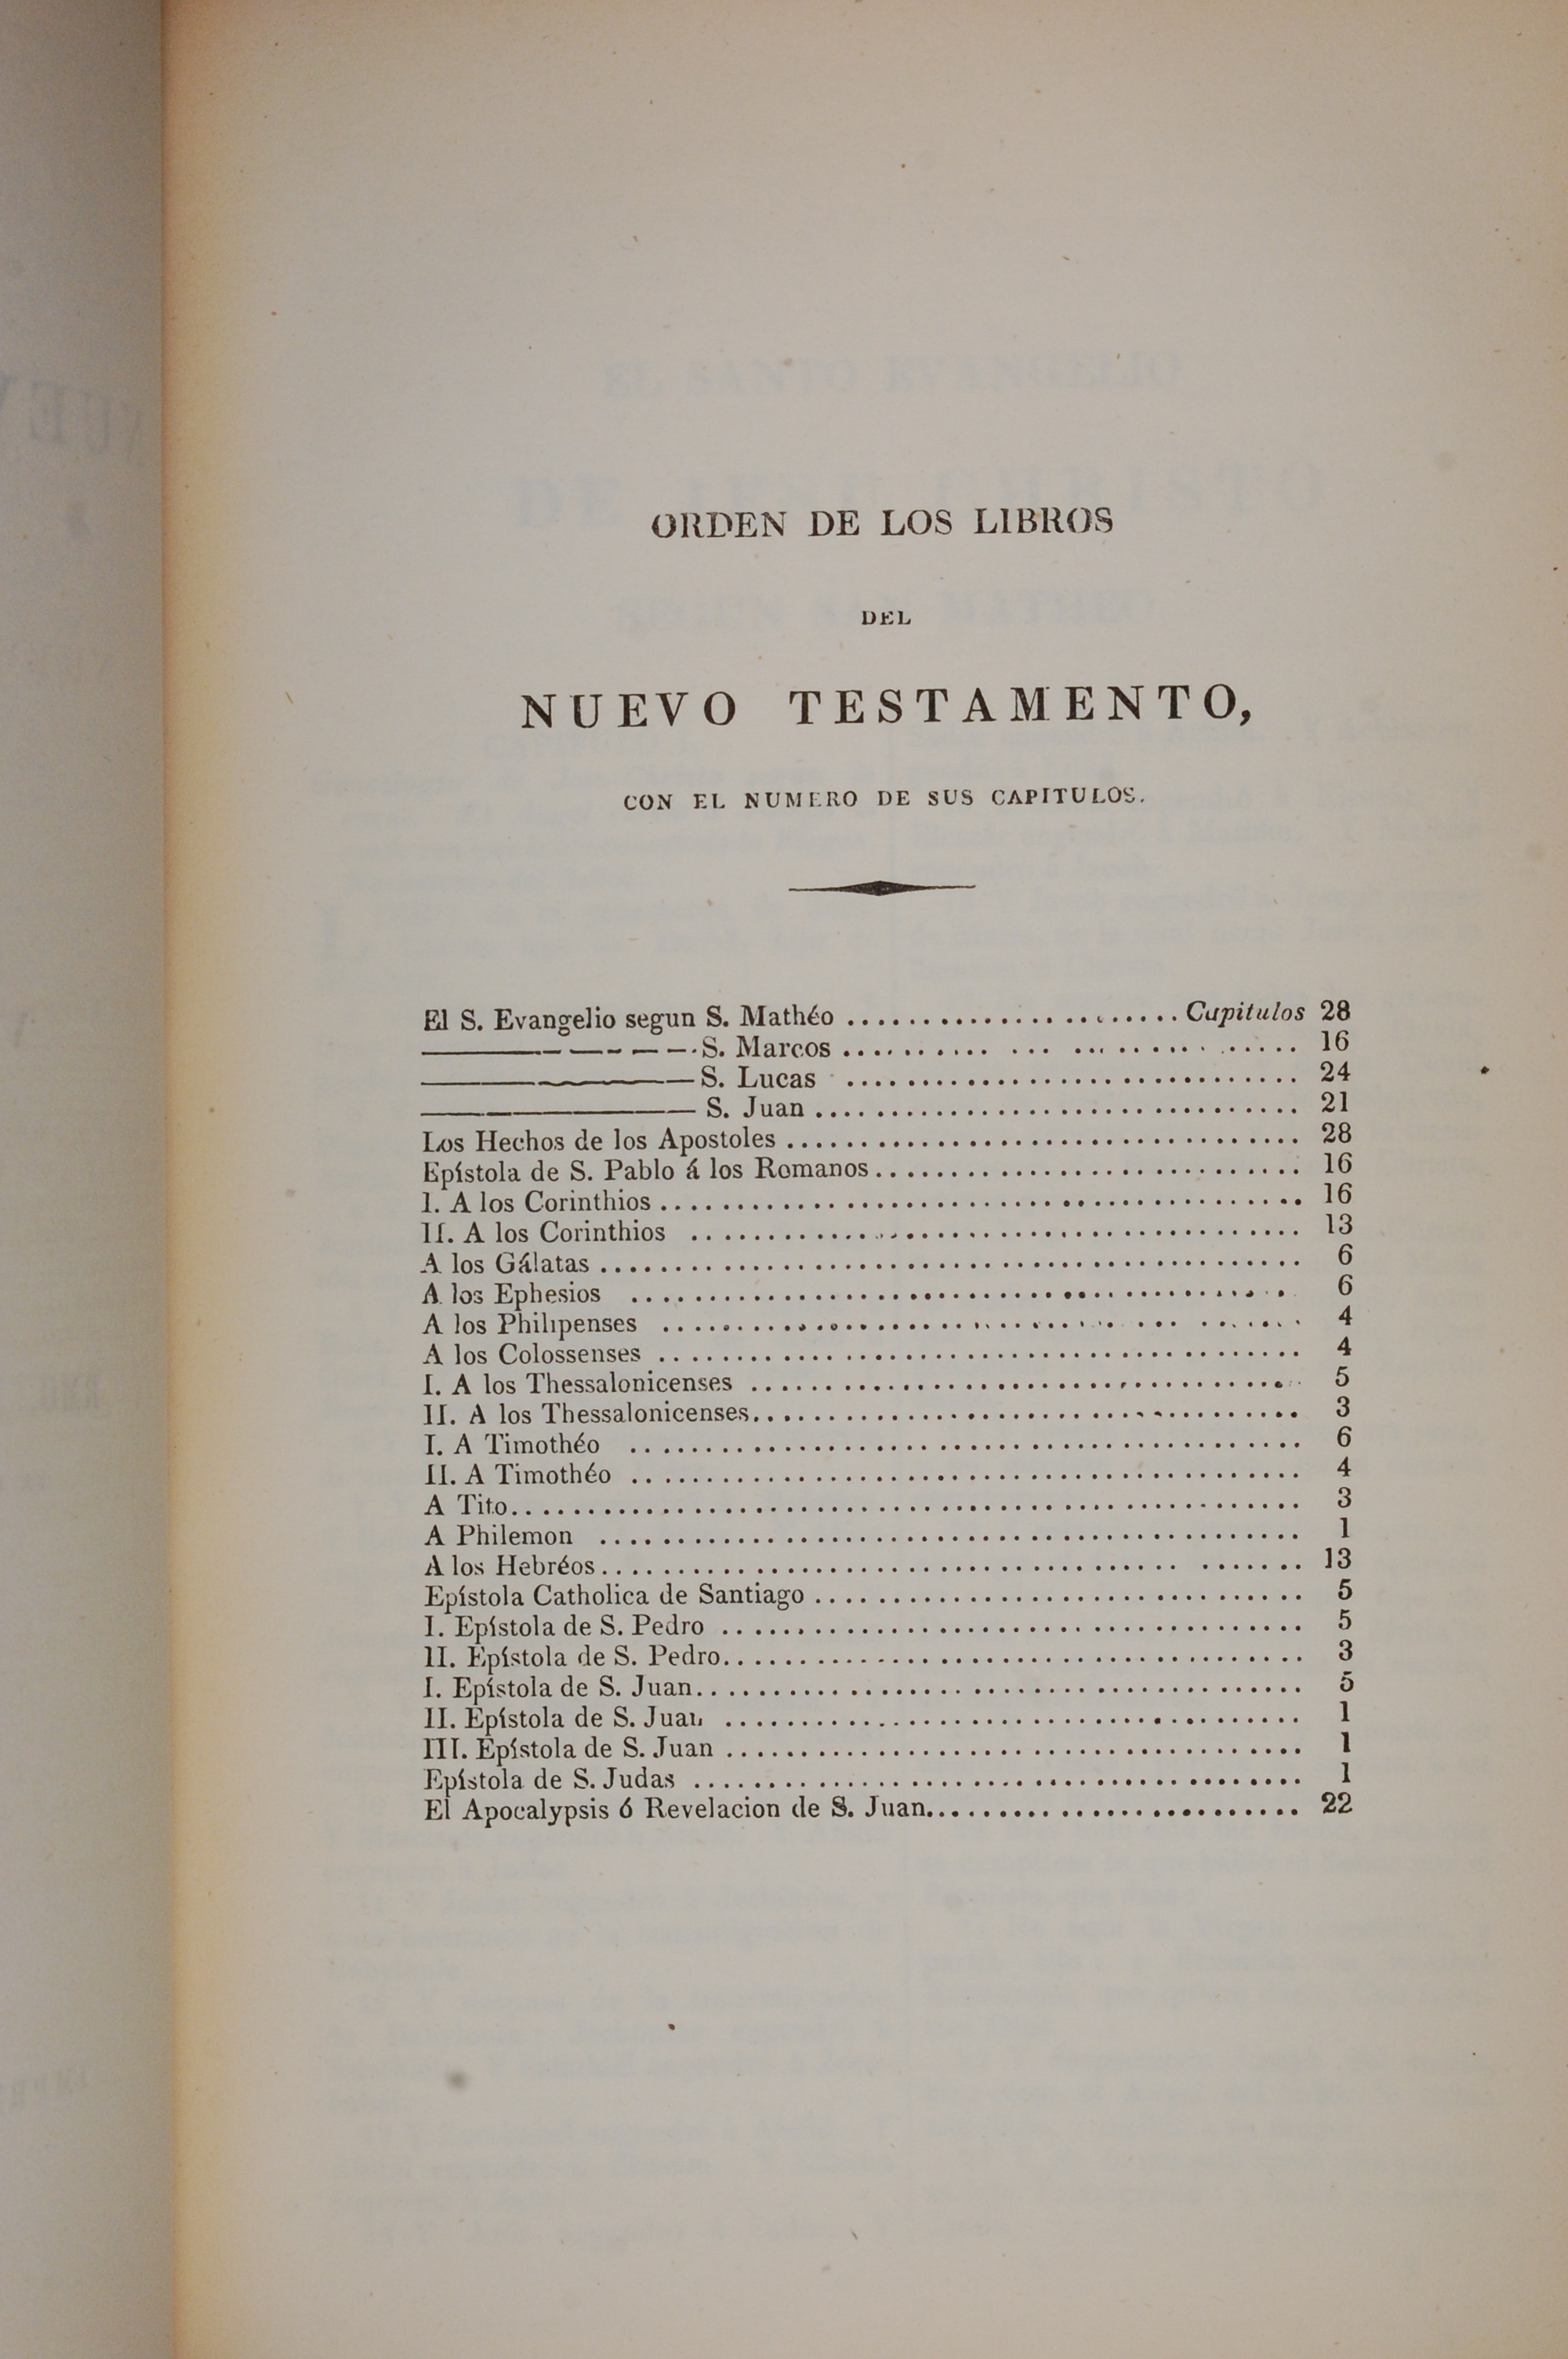 ORDEN DE LOS LIBROS
DEL
NUEVO TESTAMENTO,
CON EL NUMERO DE SUS CAPITULOS.
El S. Evangelio segun S. Mathéo ........................ Capitulos 28
S. Marcos .............................. 16
S. Lucas .............................. 24
S. Juan .............................. 21
Los Hechos de los Apostoles .............................. 28
Epístola de S. Pablo á los Romanos .............................. 16
I. A los Corinthios .............................. 16
II. A los Corinthios .............................. 13
A los Gálatas .............................. 6
A los Ephesios .............................. 6
A los Philipenses .............................. 4
A los Colossenses .............................. 4
I. A los Thessalonicenses .............................. 5
II. A los Thessalonicenses .............................. 3
I. A Timothéo .............................. 6
II. A Timothéo .............................. 4
A Tito .............................. 3
A Philemon .............................. 1
A los Hebréos .............................. 13
Epístola Catholica de Santiago .............................. 5
I. Epístola de S. Pedro .............................. 5
II. Epístola de S. Pedro .............................. 3
I. Epístola de S. Juan .............................. 5
II. Epístola de S. Juan .............................. 1
III. Epístola de S. Juan .............................. 1
Epístola de S. Judas .............................. 1
El Apocalypsis ó Revelacion de S. Juan .............................. 22